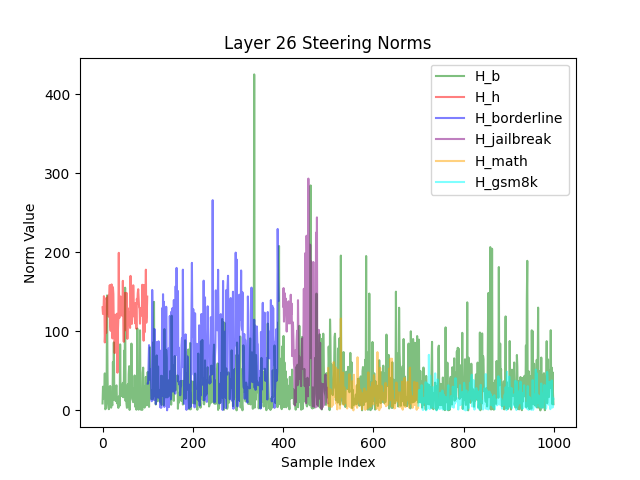 Layer 26 Steering Norms
H_b
H_h
H_borderline
H_jailbreak
H_math
H_gsm8k
400
300
200
100
0
Norm Value
0
200
400
600
800
1000
Sample Index